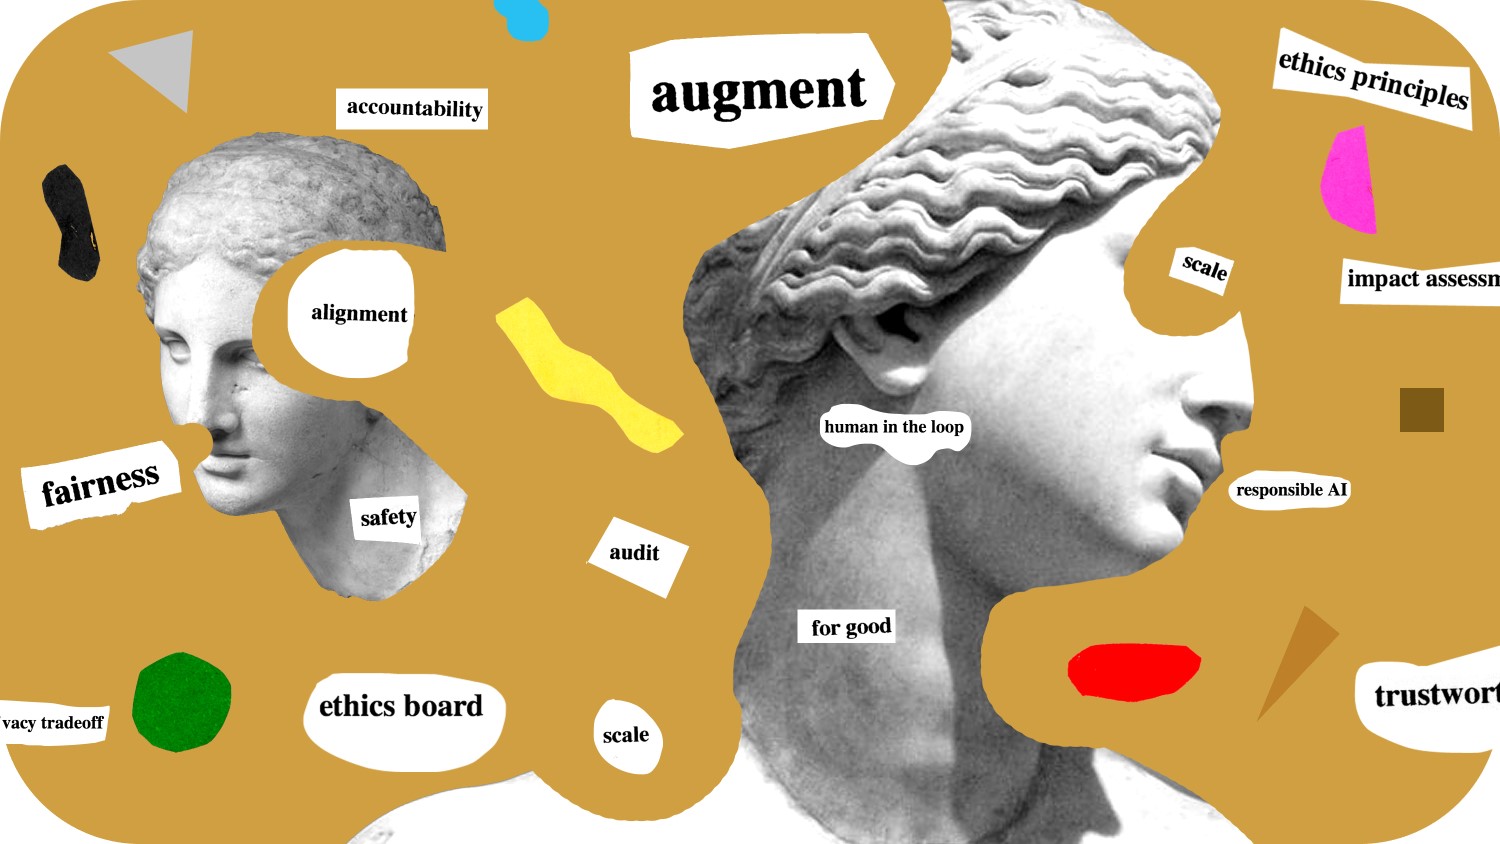 augment
ethics principles
accountability
scale
impact assessm
alignment
human in the loop
fairness
responsible AI
safety
audit
for good
trustwort
ethics board
vacy tradeoff
scale